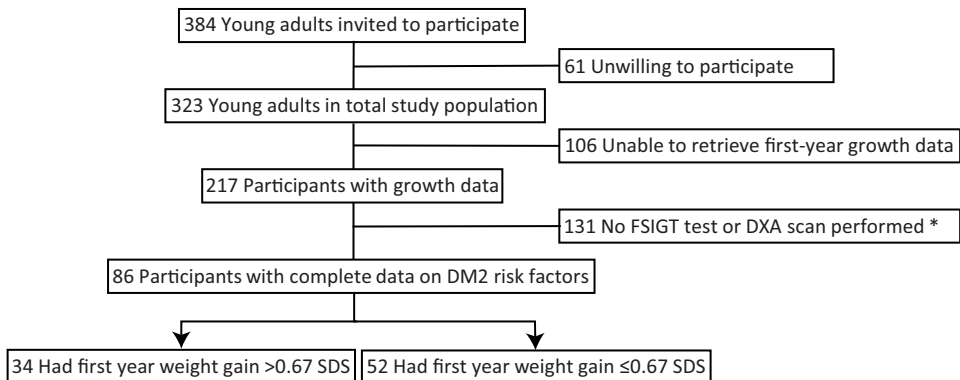 384 Young adults invited to participate
61 Unwilling to participate
323 Young adults in total study population
106 Unable to retrieve first-year growth data
217 Participants with growth data
131 No FSIGT test or DXA scan performed *
86 Participants with complete data on DM2 risk factors
34 Had first year weight gain >0.67 SDS
52 Had first year weight gain ≤0.67 SDS